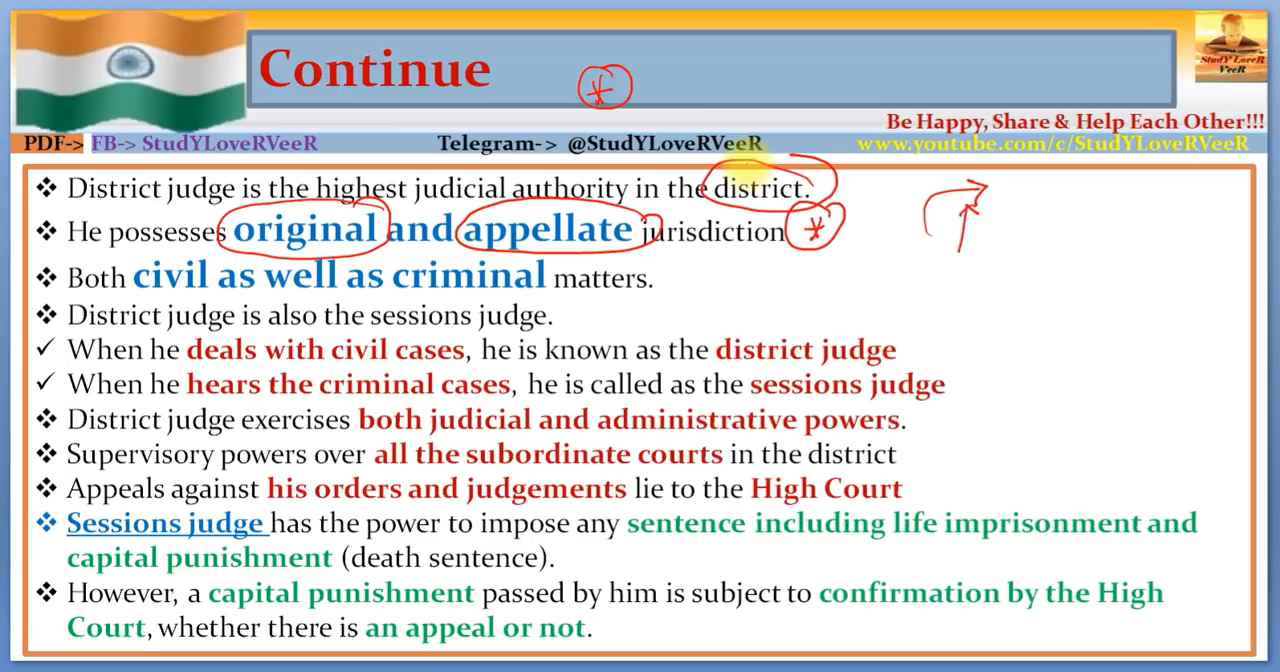 Continue
StudY LoveR
VeeR
Be Happy, Share & Help Each Other!!!
PDF-> FB-> StudYLoveRVeeR Telegram-> @StudYLoveRVeeR www.youtube.com/c/StudYLoveRVeeR
❖ District judge is the highest judicial authority in the district.
❖ He possesses original and appellate jurisdiction
❖ Both civil as well as criminal matters.
❖ District judge is also the sessions judge.
✓ When he deals with civil cases, he is known as the district judge
✓ When he hears the criminal cases, he is called as the sessions judge
❖ District judge exercises both judicial and administrative powers.
❖ Supervisory powers over all the subordinate courts in the district
❖ Appeals against his orders and judgements lie to the High Court
❖ Sessions judge has the power to impose any sentence including life imprisonment and
capital punishment (death sentence).
❖ However, a capital punishment passed by him is subject to confirmation by the High
Court, whether there is an appeal or not.